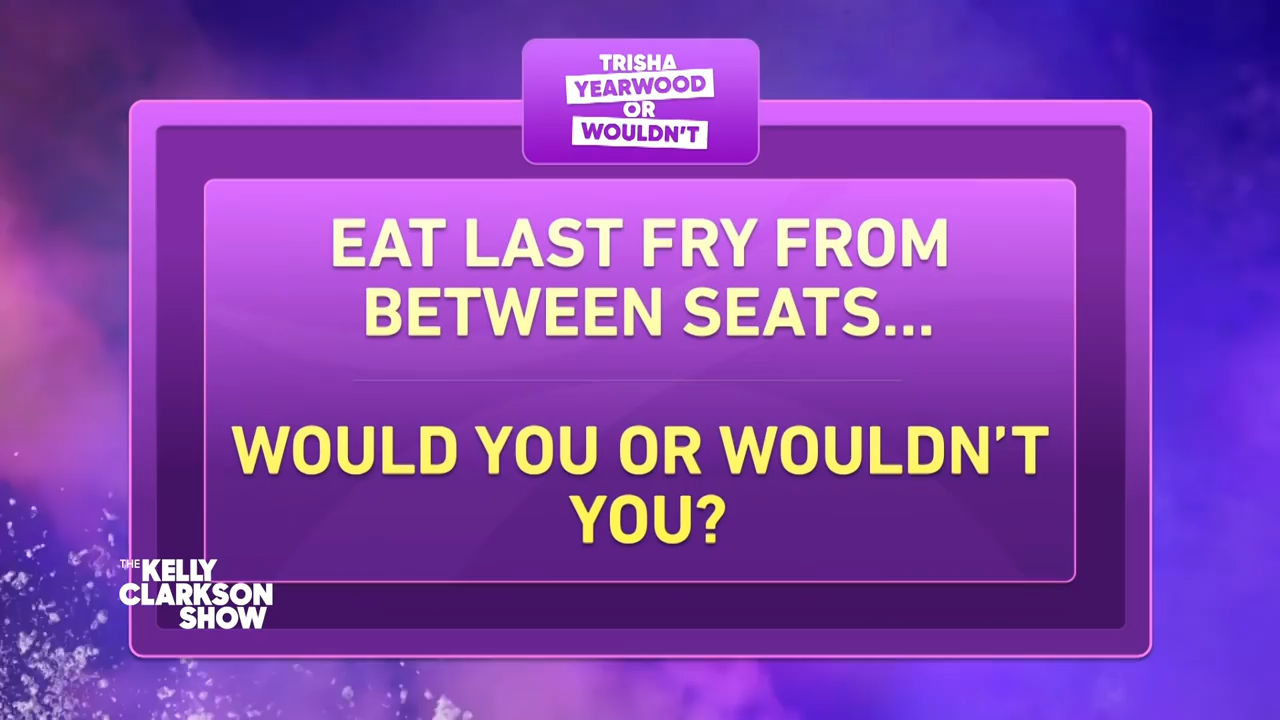 TRISHA
YEARWOOD
OR
WOULDN'T
EAT LAST FRY FROM
BETWEEN SEATS...
WOULD YOU OR WOULDN'T
YOU?
THE KELLY
CLARKSON
SHOW